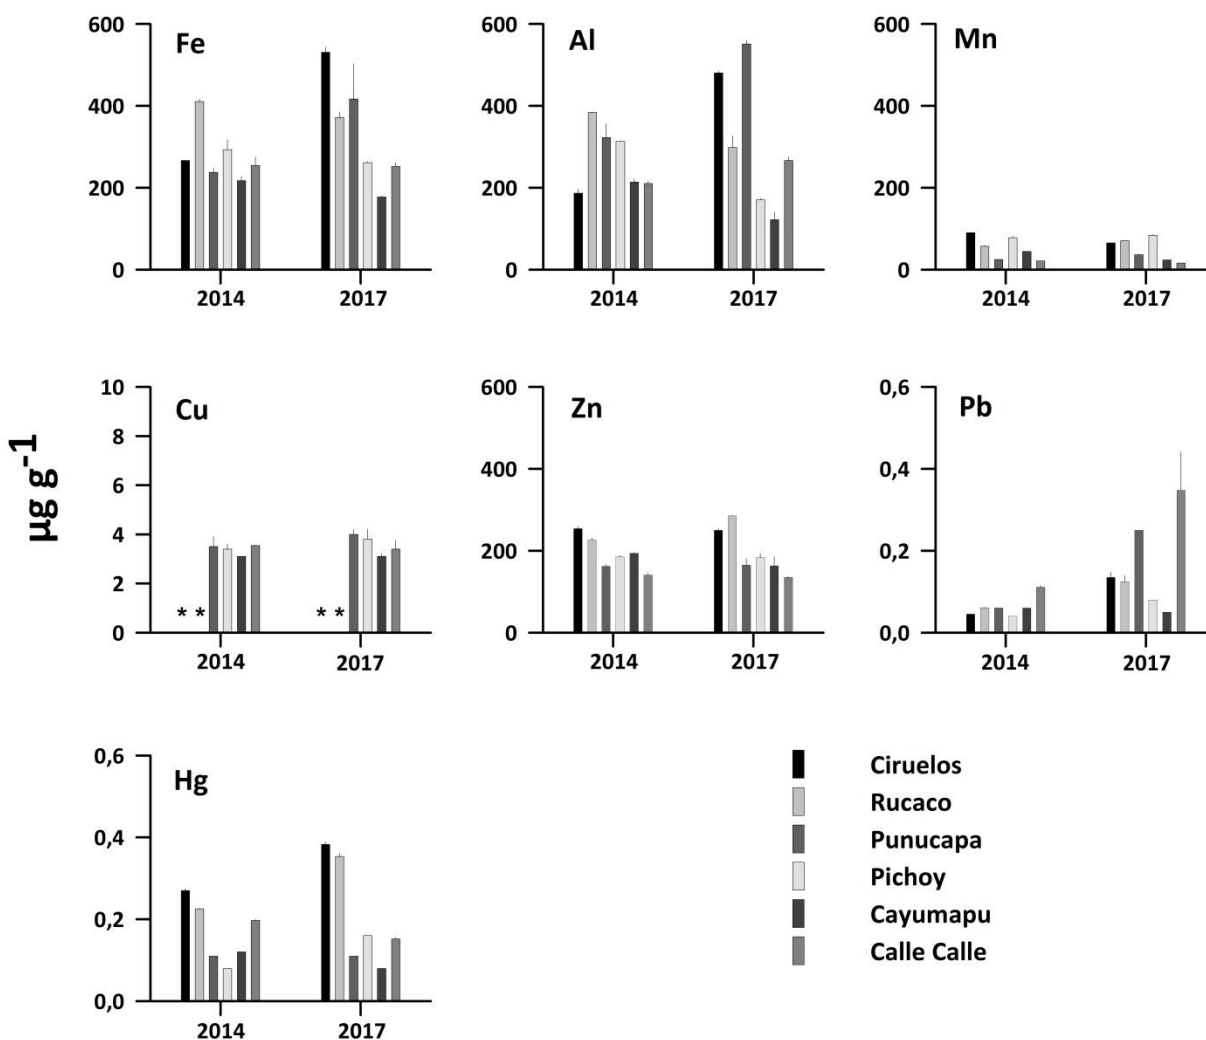 600
Fe
400
200
0
2014 2017
600
Al
400
200
0
2014 2017
600
Mn
400
200
0
2014 2017
µg g-1
10
Cu
8
6
4
2
* * * *
0
2014 2017
600
Zn
400
200
0
2014 2017
0,6
Pb
0,4
0,2
0,0
2014 2017
0,6
Hg
0,4
0,2
0,0
2014 2017
Ciruelos
Rucaco
Punucapa
Pichoy
Cayumapu
Calle Calle